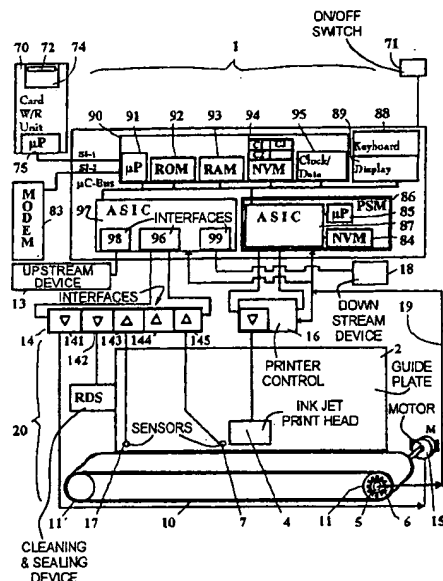 ON/OFF
SWITCH
70 72 74 1 71
Card
W/R
Unit
µP
75
90 91 92 93 94 95 89 88
C1 C3
C2
µP ROM RAM NVM Clock/
Date Keyboard
Display
SI-1
SI-2
µC-Bus
MODEM
83
97 ASIC
INTERFACES
98 96 99
ASIC
µP
NVM
PSM
86
85
87
84
UPSTREAM
DEVICE
13
INTERFACES
18
DOWN
STREAM
DEVICE
19
14 141 142 143 144 145
16
PRINTER
CONTROL
2
GUIDE
PLATE
20
RDS
SENSORS
INK JET
PRINT HEAD
MOTOR
M
15
11' 17 10 7 4 11 5 6
CLEANING
& SEALING
DEVICE